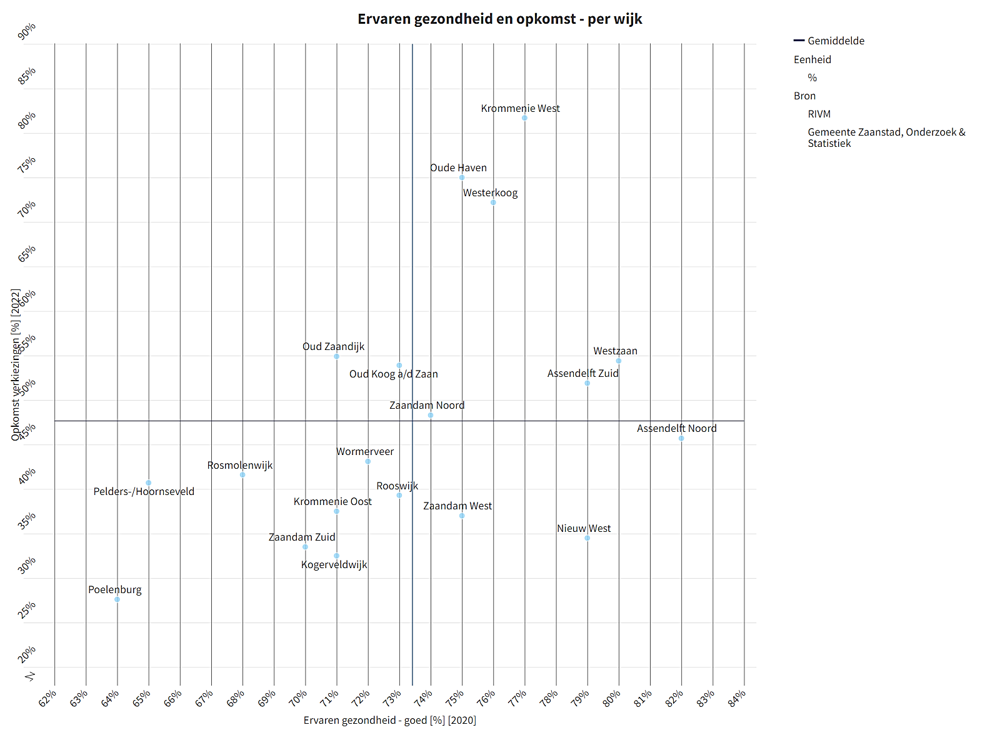 Ervaren gezondheid en opkomst - per wijk
Gemiddelde
Eenheid
%
Bron
RIVM
Gemeente Zaanstad, Onderzoek &
Statistiek
90%
85%
80%
75%
70%
65%
60%
55%
50%
45%
40%
35%
30%
25%
20%
Opkomst verkiezingen [%] [2022]
Krommenie West
Oude Haven
Westerkoog
Oud Zaandijk
Westzaan
Oud Koog a/d Zaan
Assendelft Zuid
Zaandam Noord
Assendelft Noord
Wormerveer
Rosmolenwijk
Rooswijk
Pelders-/Hoornseveld
Krommenie Oost
Zaandam West
Nieuw West
Zaandam Zuid
Kogerveldwijk
Poelenburg
62% 63% 64% 65% 66% 67% 68% 69% 70% 71% 72% 73% 74% 75% 76% 77% 78% 79% 80% 81% 82% 83% 84%
Ervaren gezondheid - goed [%] [2020]